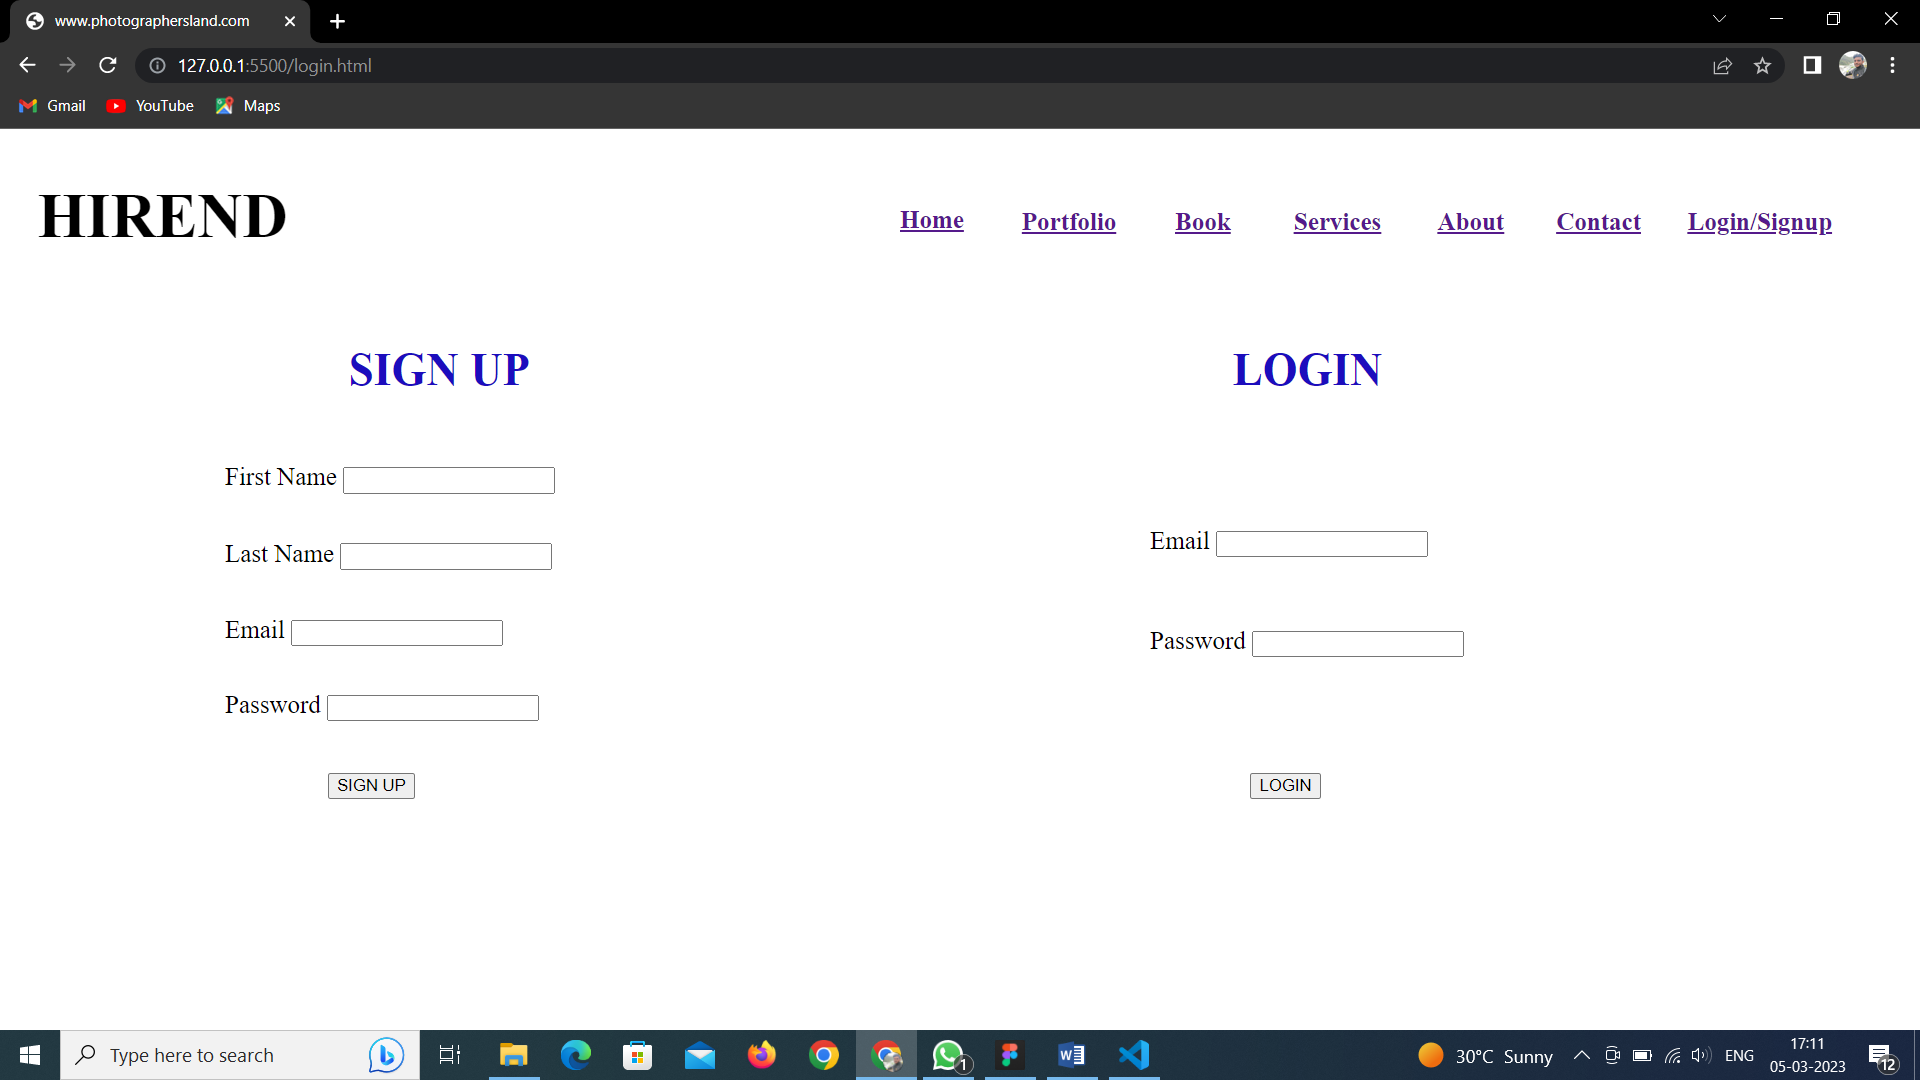 www.photographersland.com
127.0.0.1:5500/login.html
Gmail YouTube Maps
HIREND
Home Portfolio Book Services About Contact Login/Signup
SIGN UP
LOGIN
First Name
Last Name
Email
Password
SIGN UP
Email
Password
LOGIN
Type here to search
1
30°C Sunny
ENG
17:11
05-03-2023
12